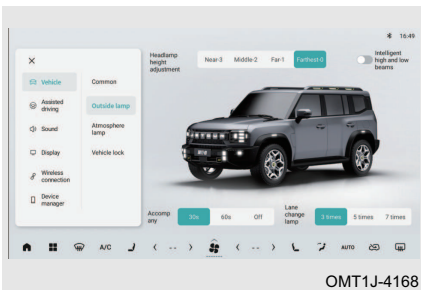 16:49
Headlamp
height
adjustment
Near-3 Middle-2 Far-1 Farthest-0
Intelligent
high and low
beams
Vehicle
Common
Assisted
driving
Outside lamp
Sound
Atmosphere
lamp
Display
Vehicle lock
Wireless
connection
Device
manager
Accomp
any
30s 60s Off
Lane
change
lamp
3 times 5 times 7 times
A/C
--
--
AUTO
OMT1J-4168